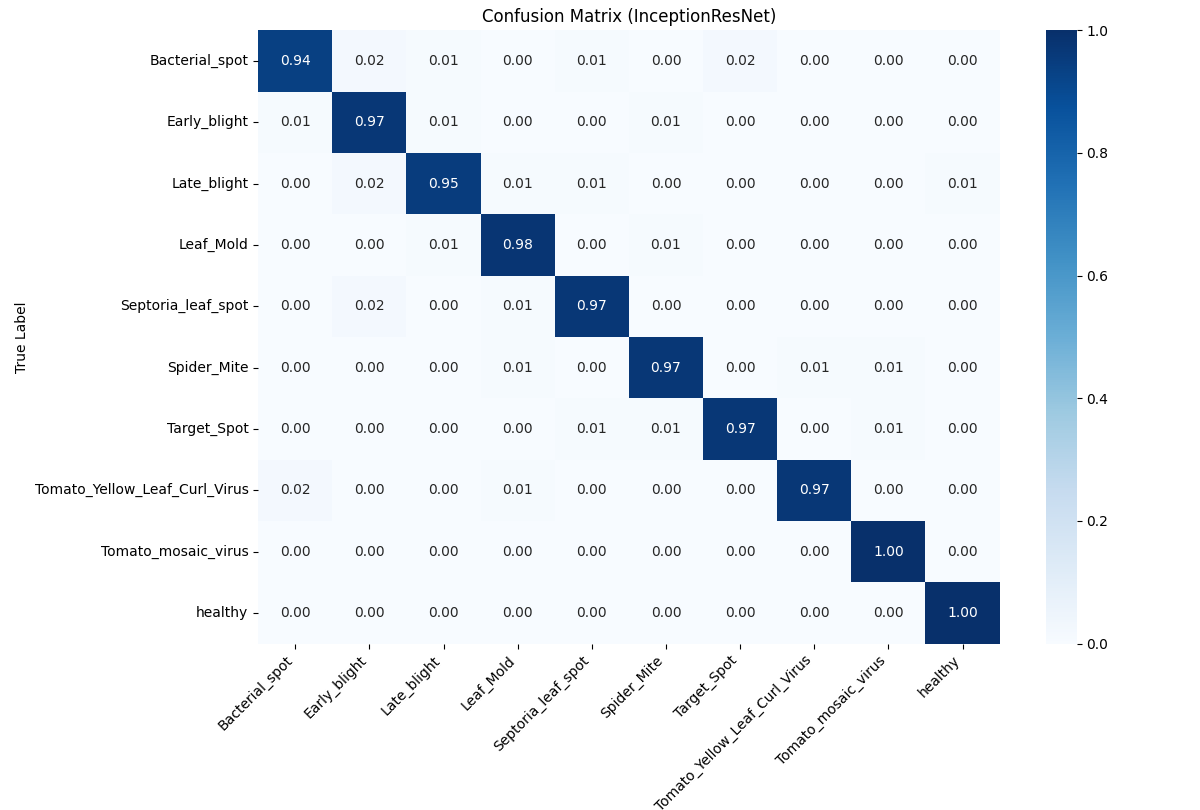 Confusion Matrix (InceptionResNet)
True Label
Bacterial_spot 0.94 0.02 0.01 0.00 0.01 0.00 0.02 0.00 0.00 0.00
Early_blight 0.01 0.97 0.01 0.00 0.00 0.01 0.00 0.00 0.00 0.00
Late_blight 0.00 0.02 0.95 0.01 0.01 0.00 0.00 0.00 0.00 0.01
Leaf_Mold 0.00 0.00 0.01 0.98 0.00 0.01 0.00 0.00 0.00 0.00
Septoria_leaf_spot 0.00 0.02 0.00 0.01 0.97 0.00 0.00 0.00 0.00 0.00
Spider_Mite 0.00 0.00 0.00 0.01 0.00 0.97 0.00 0.01 0.01 0.00
Target_Spot 0.00 0.00 0.00 0.00 0.01 0.01 0.97 0.00 0.01 0.00
Tomato_Yellow_Leaf_Curl_Virus 0.02 0.00 0.00 0.01 0.00 0.00 0.00 0.97 0.00 0.00
Tomato_mosaic_virus 0.00 0.00 0.00 0.00 0.00 0.00 0.00 0.00 1.00 0.00
healthy 0.00 0.00 0.00 0.00 0.00 0.00 0.00 0.00 0.00 1.00
Bacterial_spot
Early_blight
Late_blight
Leaf_Mold
Septoria_leaf_spot
Spider_Mite
Target_Spot
Tomato_Yellow_Leaf_Curl_Virus
Tomato_mosaic_virus
healthy
1.0
0.8
0.6
0.4
0.2
0.0